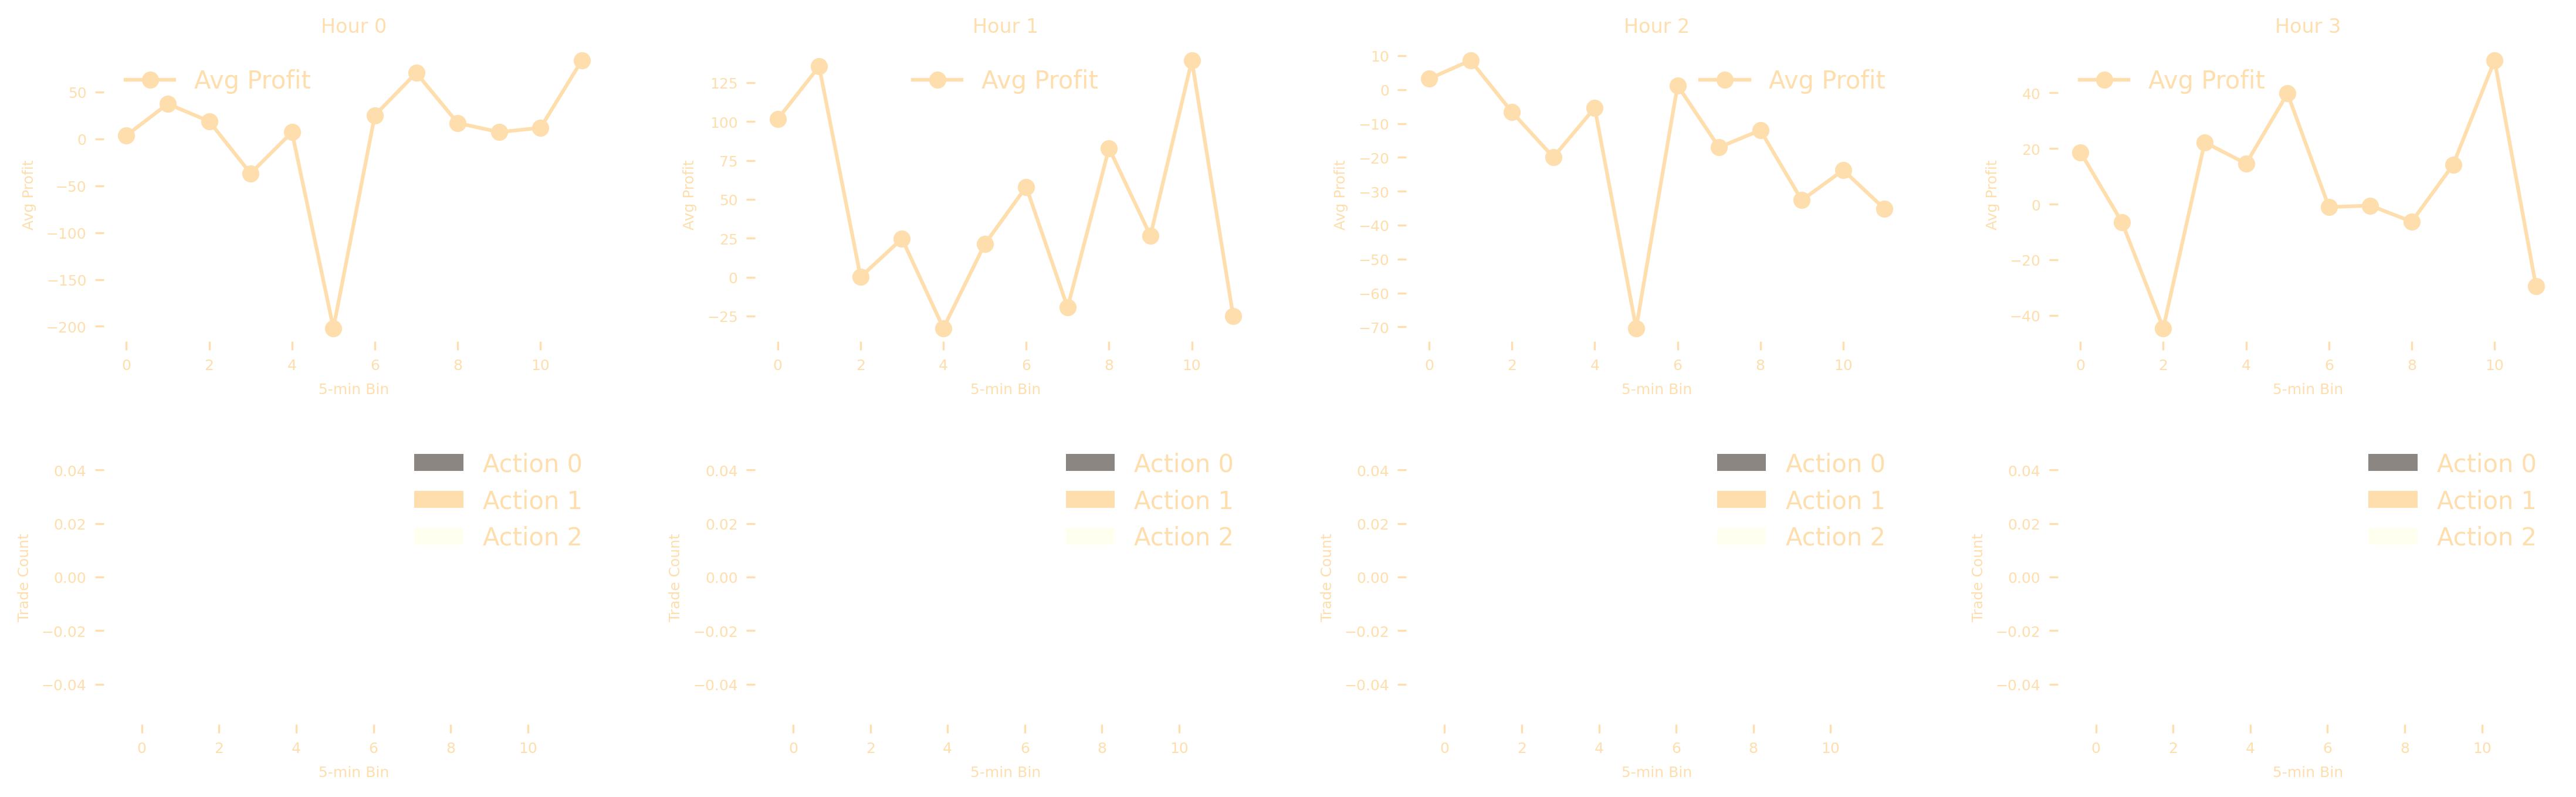 Hour 0
Avg Profit
50
0
−50
−100
−150
−200
Avg Profit
0 2 4 6 8 10
5-min Bin
Hour 1
Avg Profit
125
100
75
50
25
0
−25
Avg Profit
0 2 4 6 8 10
5-min Bin
Hour 2
Avg Profit
10
0
−10
−20
−30
−40
−50
−60
−70
Avg Profit
0 2 4 6 8 10
5-min Bin
Hour 3
Avg Profit
40
20
0
−20
−40
Avg Profit
0 2 4 6 8 10
5-min Bin
Action 0
Action 1
Action 2
0.04
0.02
0.00
−0.02
−0.04
Trade Count
0 2 4 6 8 10
5-min Bin
Action 0
Action 1
Action 2
0.04
0.02
0.00
−0.02
−0.04
Trade Count
0 2 4 6 8 10
5-min Bin
Action 0
Action 1
Action 2
0.04
0.02
0.00
−0.02
−0.04
Trade Count
0 2 4 6 8 10
5-min Bin
Action 0
Action 1
Action 2
0.04
0.02
0.00
−0.02
−0.04
Trade Count
0 2 4 6 8 10
5-min Bin